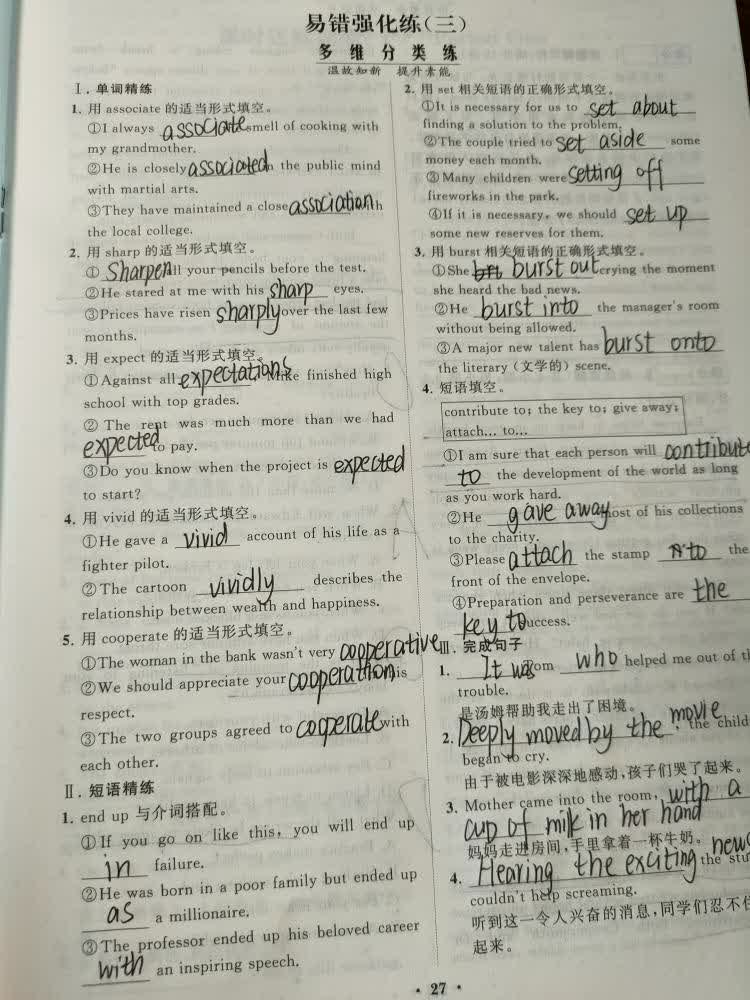 易错强化练(三)
多维分类练
温故知新 提升素能
Ⅰ.单词精练
1. 用 associate 的适当形式填空。
①I always associate smell of cooking with
my grandmother.
②He is closely associated in the public mind
with martial arts.
③They have maintained a close association h
the local college.
2. 用 sharp 的适当形式填空。
① Sharpen all your pencils before the test.
②He stared at me with his sharp eyes.
③Prices have risen sharply over the last few
months.
3. 用 expect 的适当形式填空。
①Against all expectations Mike finished high
school with top grades.
② The rent was much more than we had
expected to pay.
③Do you know when the project is expected
to start?
4. 用 vivid 的适当形式填空。
①He gave a vivid account of his life as a
fighter pilot.
②The cartoon vividly describes the
relationship between wealth and happiness.
5. 用 cooperate 的适当形式填空。
①The woman in the bank wasn't very cooperative
②We should appreciate your cooperation his
respect.
③The two groups agreed to cooperate with
each other.
Ⅱ.短语精练
1. end up 与介词搭配。
①If you go on like this, you will end up
in failure.
②He was born in a poor family but ended up
as a millionaire.
③The professor ended up his beloved career
with an inspiring speech.
2. 用 set 相关短语的正确形式填空。
①It is necessary for us to set about
finding a solution to the problem.
②The couple tried to set aside some
money each month.
③Many children were setting off
fireworks in the park.
④If it is necessary, we should set up
some new reserves for them.
3. 用 burst 相关短语的正确形式填空。
①She burst out crying the moment
she heard the bad news.
②He burst into the manager's room
without being allowed.
③A major new talent has burst onto
the literary (文学的) scene.
4. 短语填空。
contribute to; the key to; give away;
attach... to...
①I am sure that each person will contribute
to the development of the world as long
as you work hard.
②He gave away most of his collections
to the charity.
③Please attach the stamp to the
front of the envelope.
④Preparation and perseverance are the
key to success.
Ⅲ.完成句子
1. It was Tom who helped me out of th
trouble.
是汤姆帮助我走出了困境。
2. Deeply moved by the movie, the child
began to cry.
由于被电影深深地感动,孩子们哭了起来。
3. Mother came into the room, with a
cup of milk in her hand
妈妈走进房间,手里拿着一杯牛奶。
4. Hearing the exciting news the stu
couldn't help screaming.
听到这一令人兴奋的消息,同学们忍不住
起来。
· 27 ·